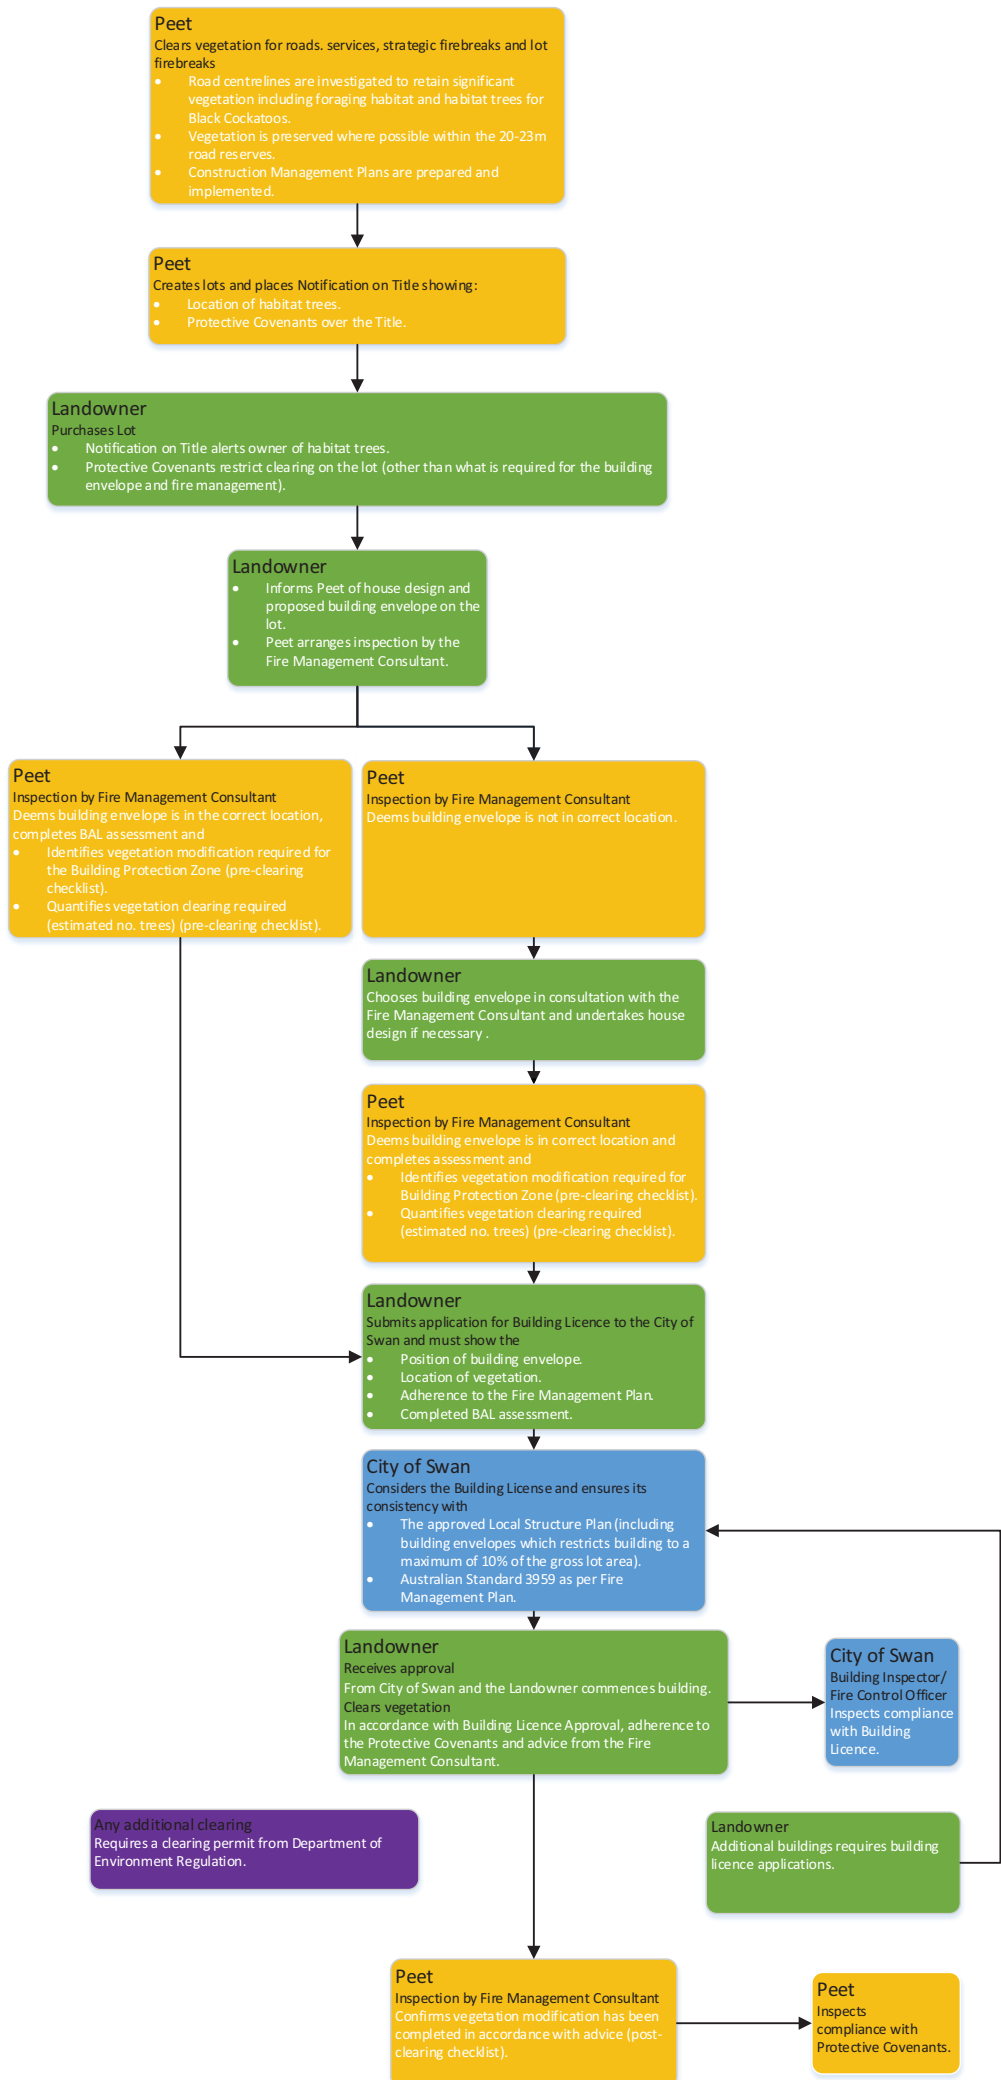 Peet
Clears vegetation for roads. services, strategic firebreaks and lot
firebreaks
• Road centrelines are investigated to retain significant
vegetation including foraging habitat and habitat trees for
Black Cockatoos.
• Vegetation is preserved where possible within the 20-23m
road reserves.
• Construction Management Plans are prepared and
implemented.
Peet
Creates lots and places Notification on Title showing:
• Location of habitat trees.
• Protective Covenants over the Title.
Landowner
Purchases Lot
• Notification on Title alerts owner of habitat trees.
• Protective Covenants restrict clearing on the lot (other than what is required for the building
envelope and fire management).
Landowner
• Informs Peet of house design and
proposed building envelope on the
lot.
• Peet arranges inspection by the
Fire Management Consultant.
Peet
Inspection by Fire Management Consultant
Deems building envelope is in the correct location,
completes BAL assessment and
• Identifies vegetation modification required for
the Building Protection Zone (pre-clearing
checklist).
• Quantifies vegetation clearing required
(estimated no. trees) (pre-clearing checklist).
Peet
Inspection by Fire Management Consultant
Deems building envelope is not in correct location.
Landowner
Chooses building envelope in consultation with the
Fire Management Consultant and undertakes house
design if necessary .
Peet
Inspection by Fire Management Consultant
Deems building envelope is in correct location and
completes assessment and
• Identifies vegetation modification required for
Building Protection Zone (pre-clearing checklist).
• Quantifies vegetation clearing required
(estimated no. trees) (pre-clearing checklist).
Landowner
Submits application for Building Licence to the City of
Swan and must show the
• Position of building envelope.
• Location of vegetation.
• Adherence to the Fire Management Plan.
• Completed BAL assessment.
City of Swan
Considers the Building License and ensures its
consistency with
• The approved Local Structure Plan (including
building envelopes which restricts building to a
maximum of 10% of the gross lot area).
• Australian Standard 3959 as per Fire
Management Plan.
Landowner
Receives approval
From City of Swan and the Landowner commences building.
Clears vegetation
In accordance with Building Licence Approval, adherence to
the Protective Covenants and advice from the Fire
Management Consultant.
City of Swan
Building Inspector/
Fire Control Officer
Inspects compliance
with Building
Licence.
Any additional clearing
Requires a clearing permit from Department of
Environment Regulation.
Landowner
Additional buildings requires building
licence applications.
Peet
Inspection by Fire Management Consultant
Confirms vegetation modification has been
completed in accordance with advice (post-
clearing checklist).
Peet
Inspects
compliance with
Protective Covenants.